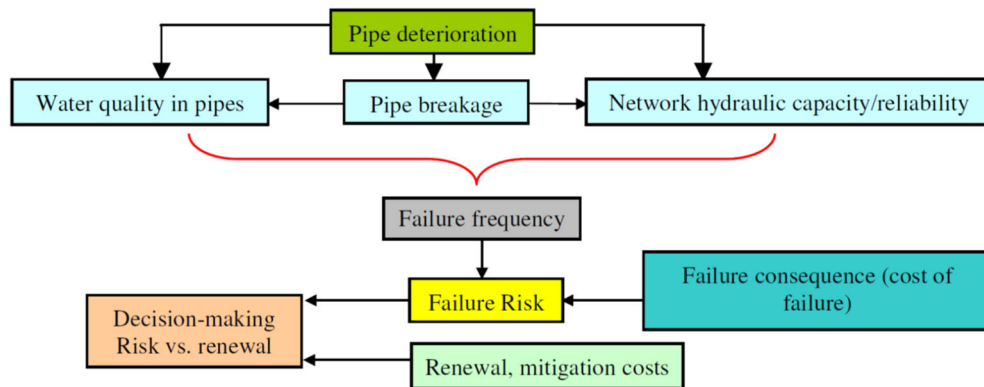 Pipe deterioration
Water quality in pipes
Pipe breakage
Network hydraulic capacity/reliability
Failure frequency
Failure consequence (cost of
failure)
Failure Risk
Decision-making
Risk vs. renewal
Renewal, mitigation costs